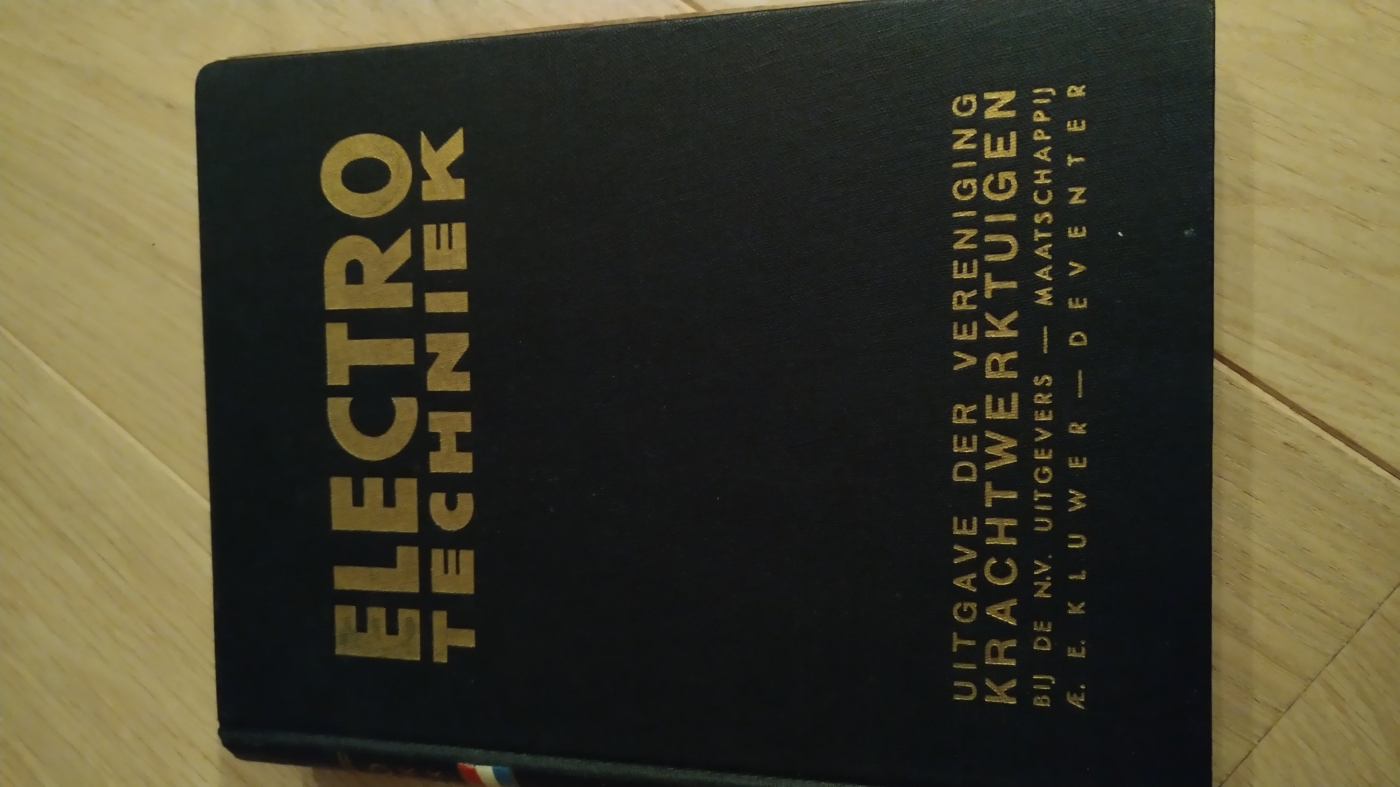 ELECTRO
TECHNIEK
UITGAVE DER VERENIGING
KRACHTWERKTUIGEN
BIJ DE N.V. UITGEVERS — MAATSCHAPPIJ
Æ. E. KLUWER — DEVENTER